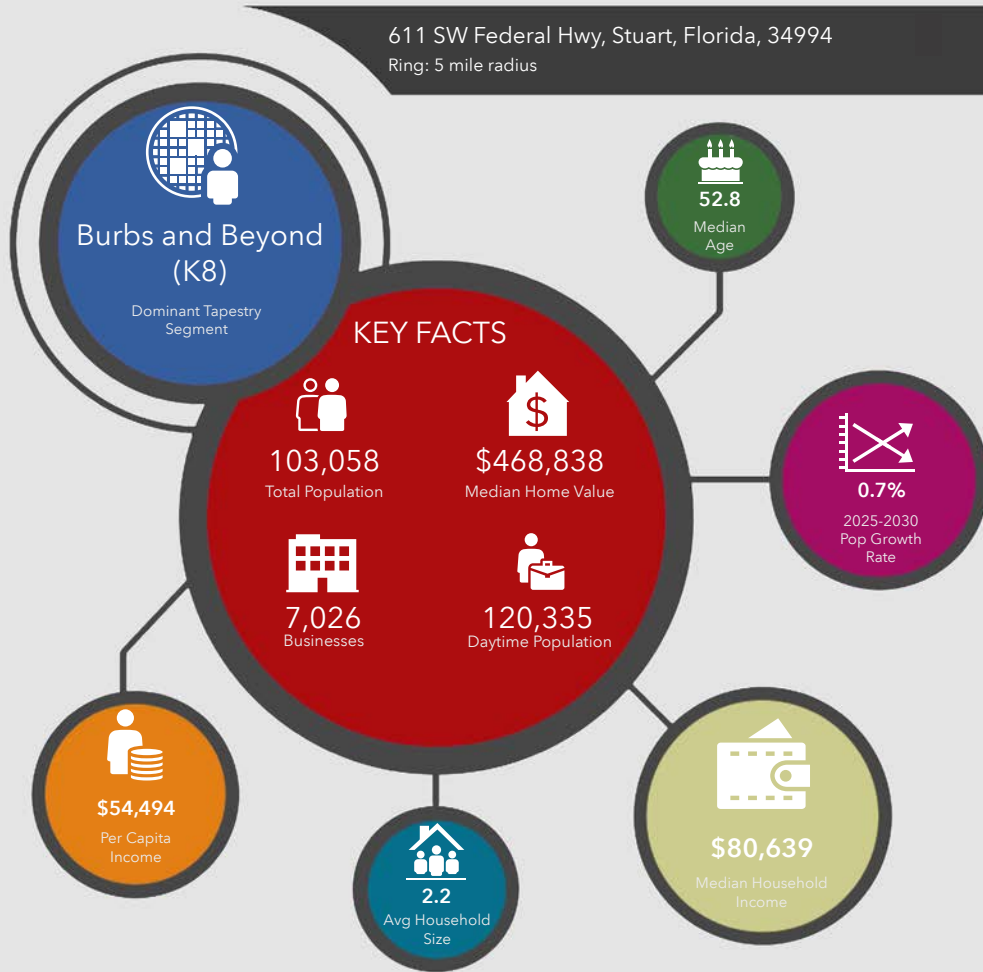 611 SW Federal Hwy, Stuart, Florida, 34994
Ring: 5 mile radius
Burbs and Beyond
(K8)
Dominant Tapestry
Segment
52.8
Median
Age
KEY FACTS
103,058
Total Population
$468,838
Median Home Value
7,026
Businesses
120,335
Daytime Population
0.7%
2025-2030
Pop Growth
Rate
$54,494
Per Capita
Income
2.2
Avg Household
Size
$80,639
Median Household
Income